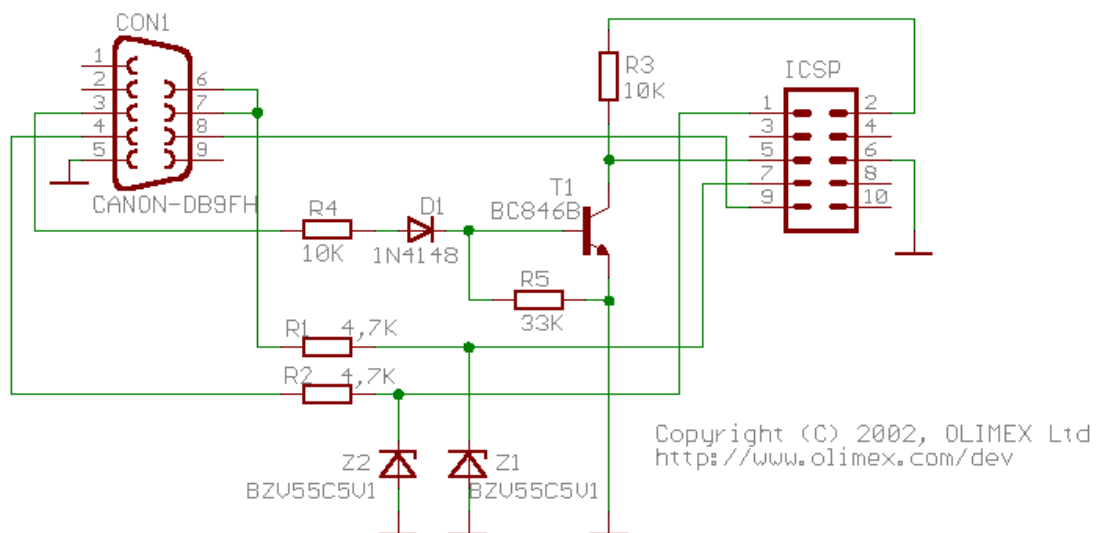 CON1
1
2
3
4
5
6
7
8
9
CANON-DB9FH
R3
10K
ICSP
1
3
5
7
9
2
4
6
8
10
T1
BC846B
R4
10K
D1
1N4148
R5
33K
R1 4,7K
R2 4,7K
Z2
BZV55C5V1
Z1
BZV55C5V1
Copyright (C) 2002, OLIMEX Ltd
http://www.olimex.com/dev